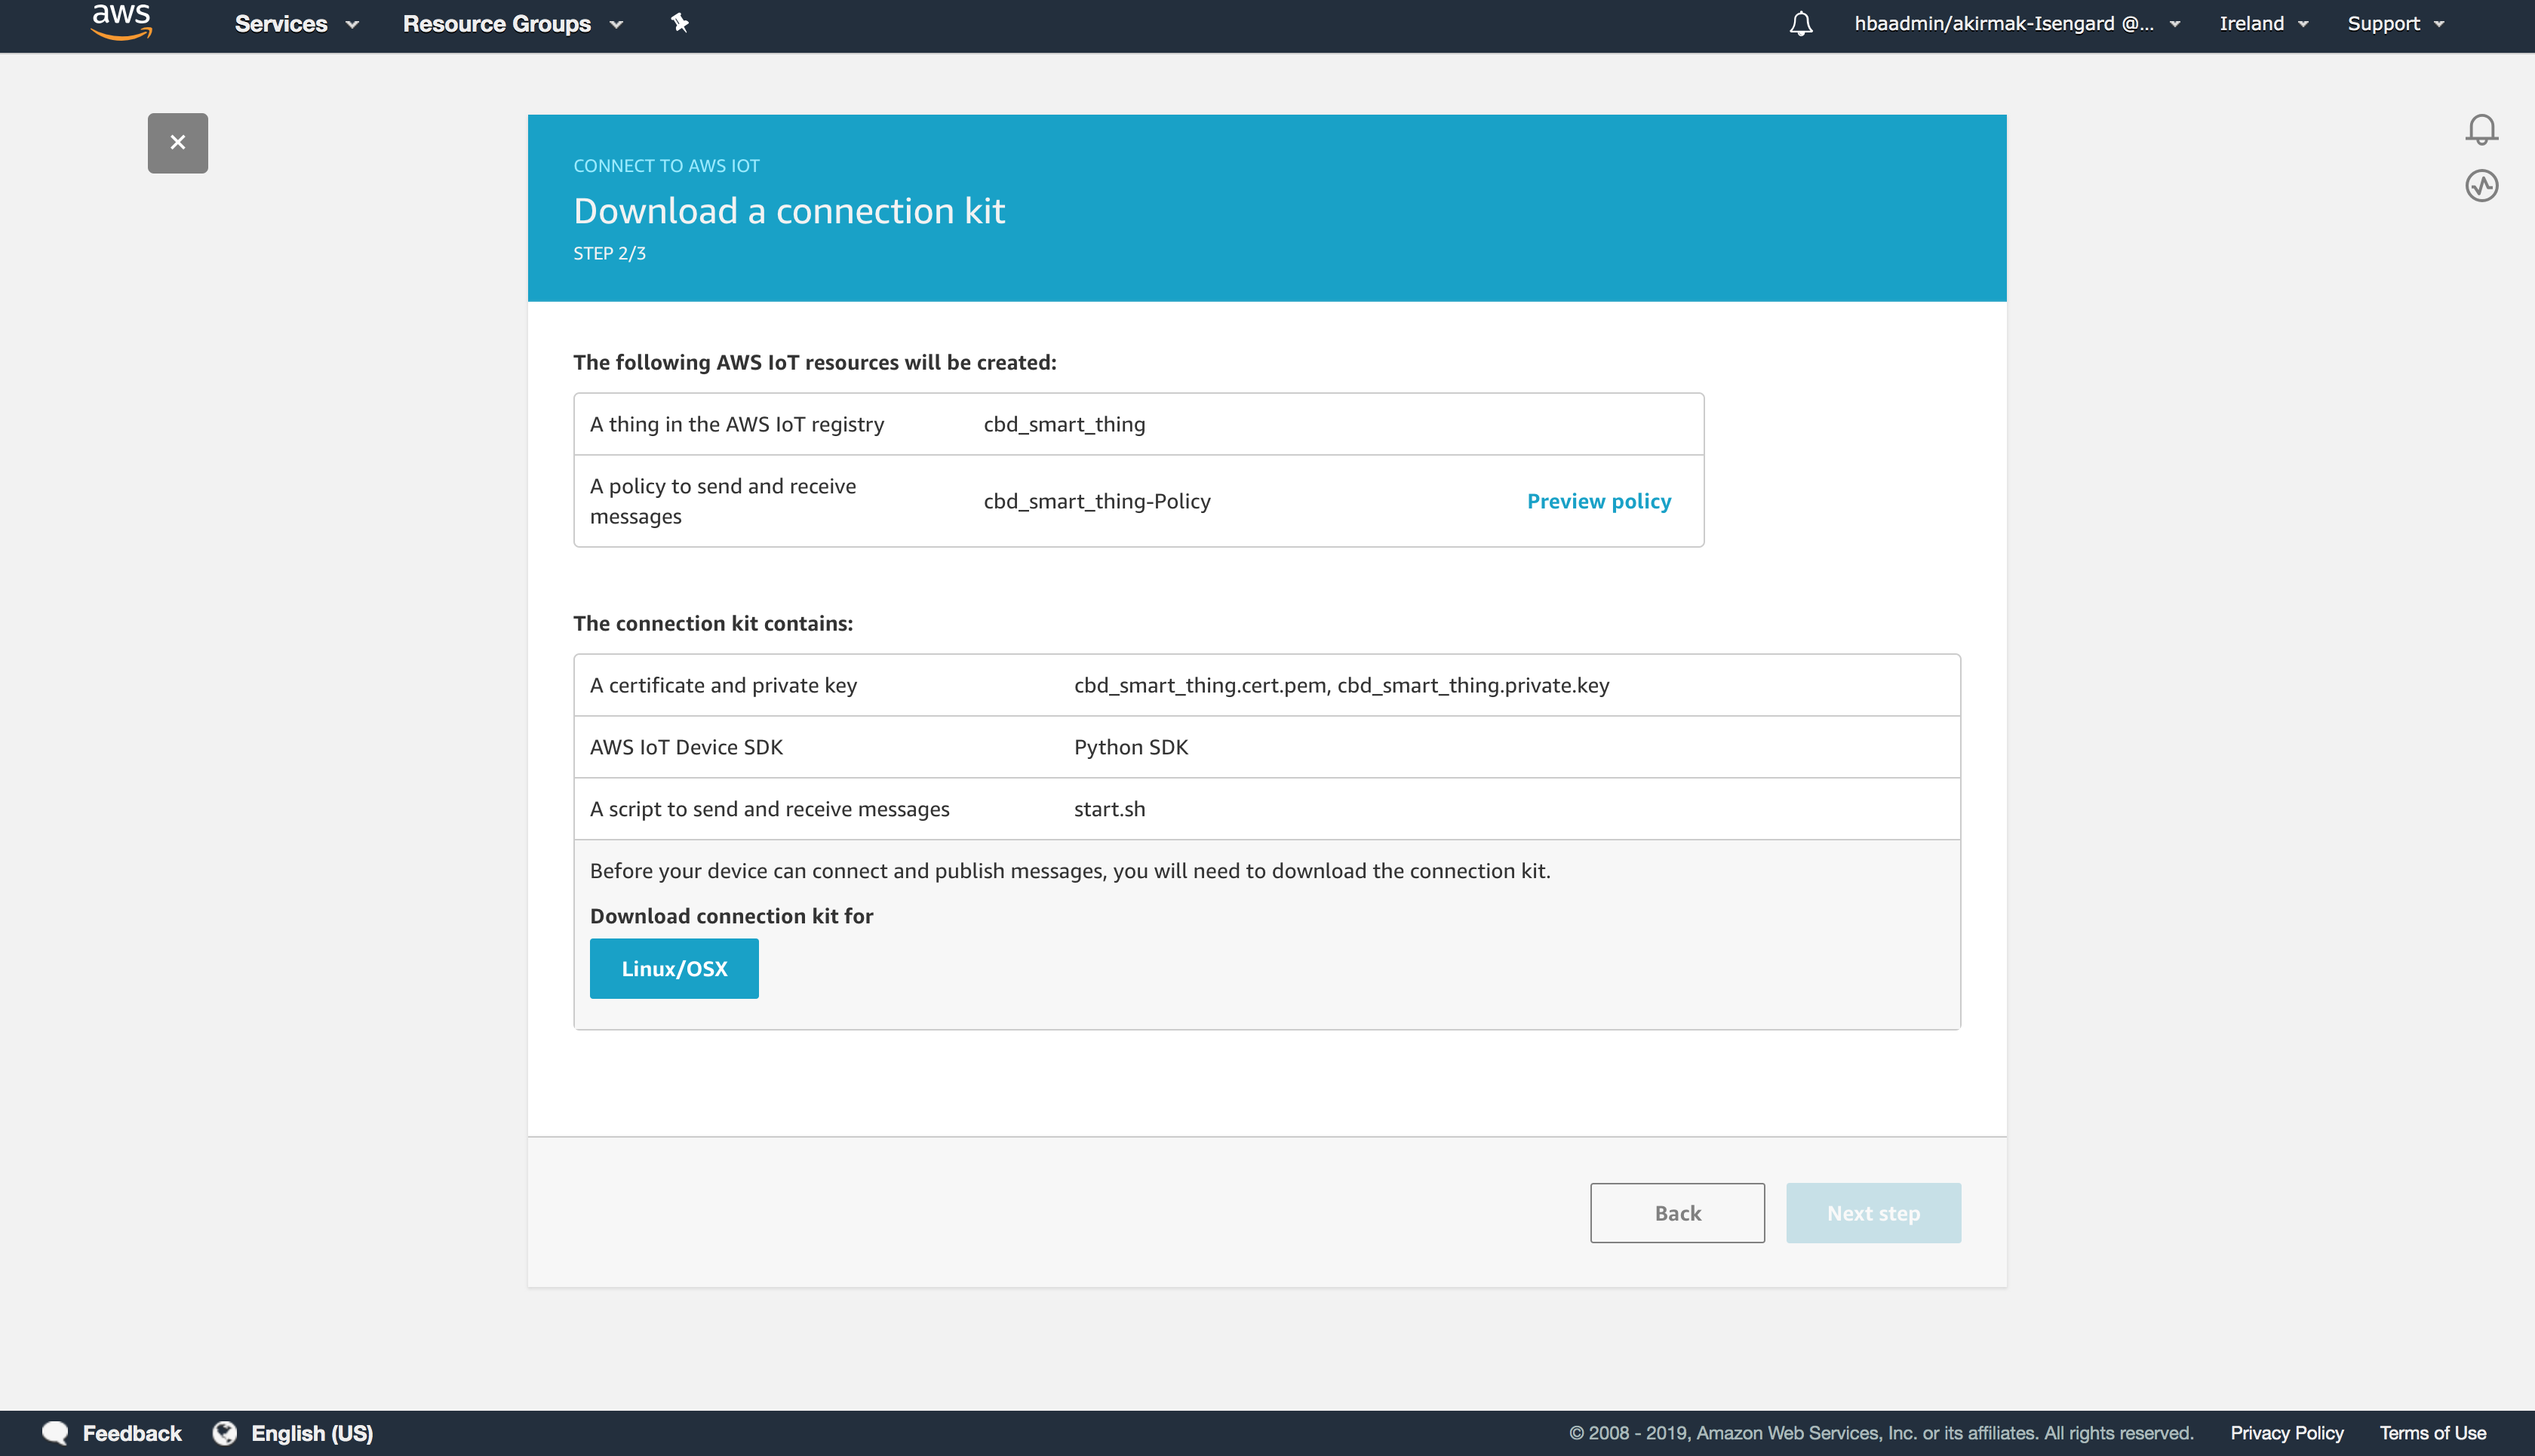 aws
Services
Resource Groups
hbaadmin/akirmak-Isengard @...
Ireland
Support
CONNECT TO AWS IOT
Download a connection kit
STEP 2/3
The following AWS IoT resources will be created:
A thing in the AWS IoT registry
cbd_smart_thing
A policy to send and receive
messages
cbd_smart_thing-Policy
Preview policy
The connection kit contains:
A certificate and private key
cbd_smart_thing.cert.pem, cbd_smart_thing.private.key
AWS IoT Device SDK
Python SDK
A script to send and receive messages
start.sh
Before your device can connect and publish messages, you will need to download the connection kit.
Download connection kit for
Linux/OSX
Back
Next step
Feedback
English (US)
© 2008 - 2019, Amazon Web Services, Inc. or its affiliates. All rights reserved.
Privacy Policy
Terms of Use